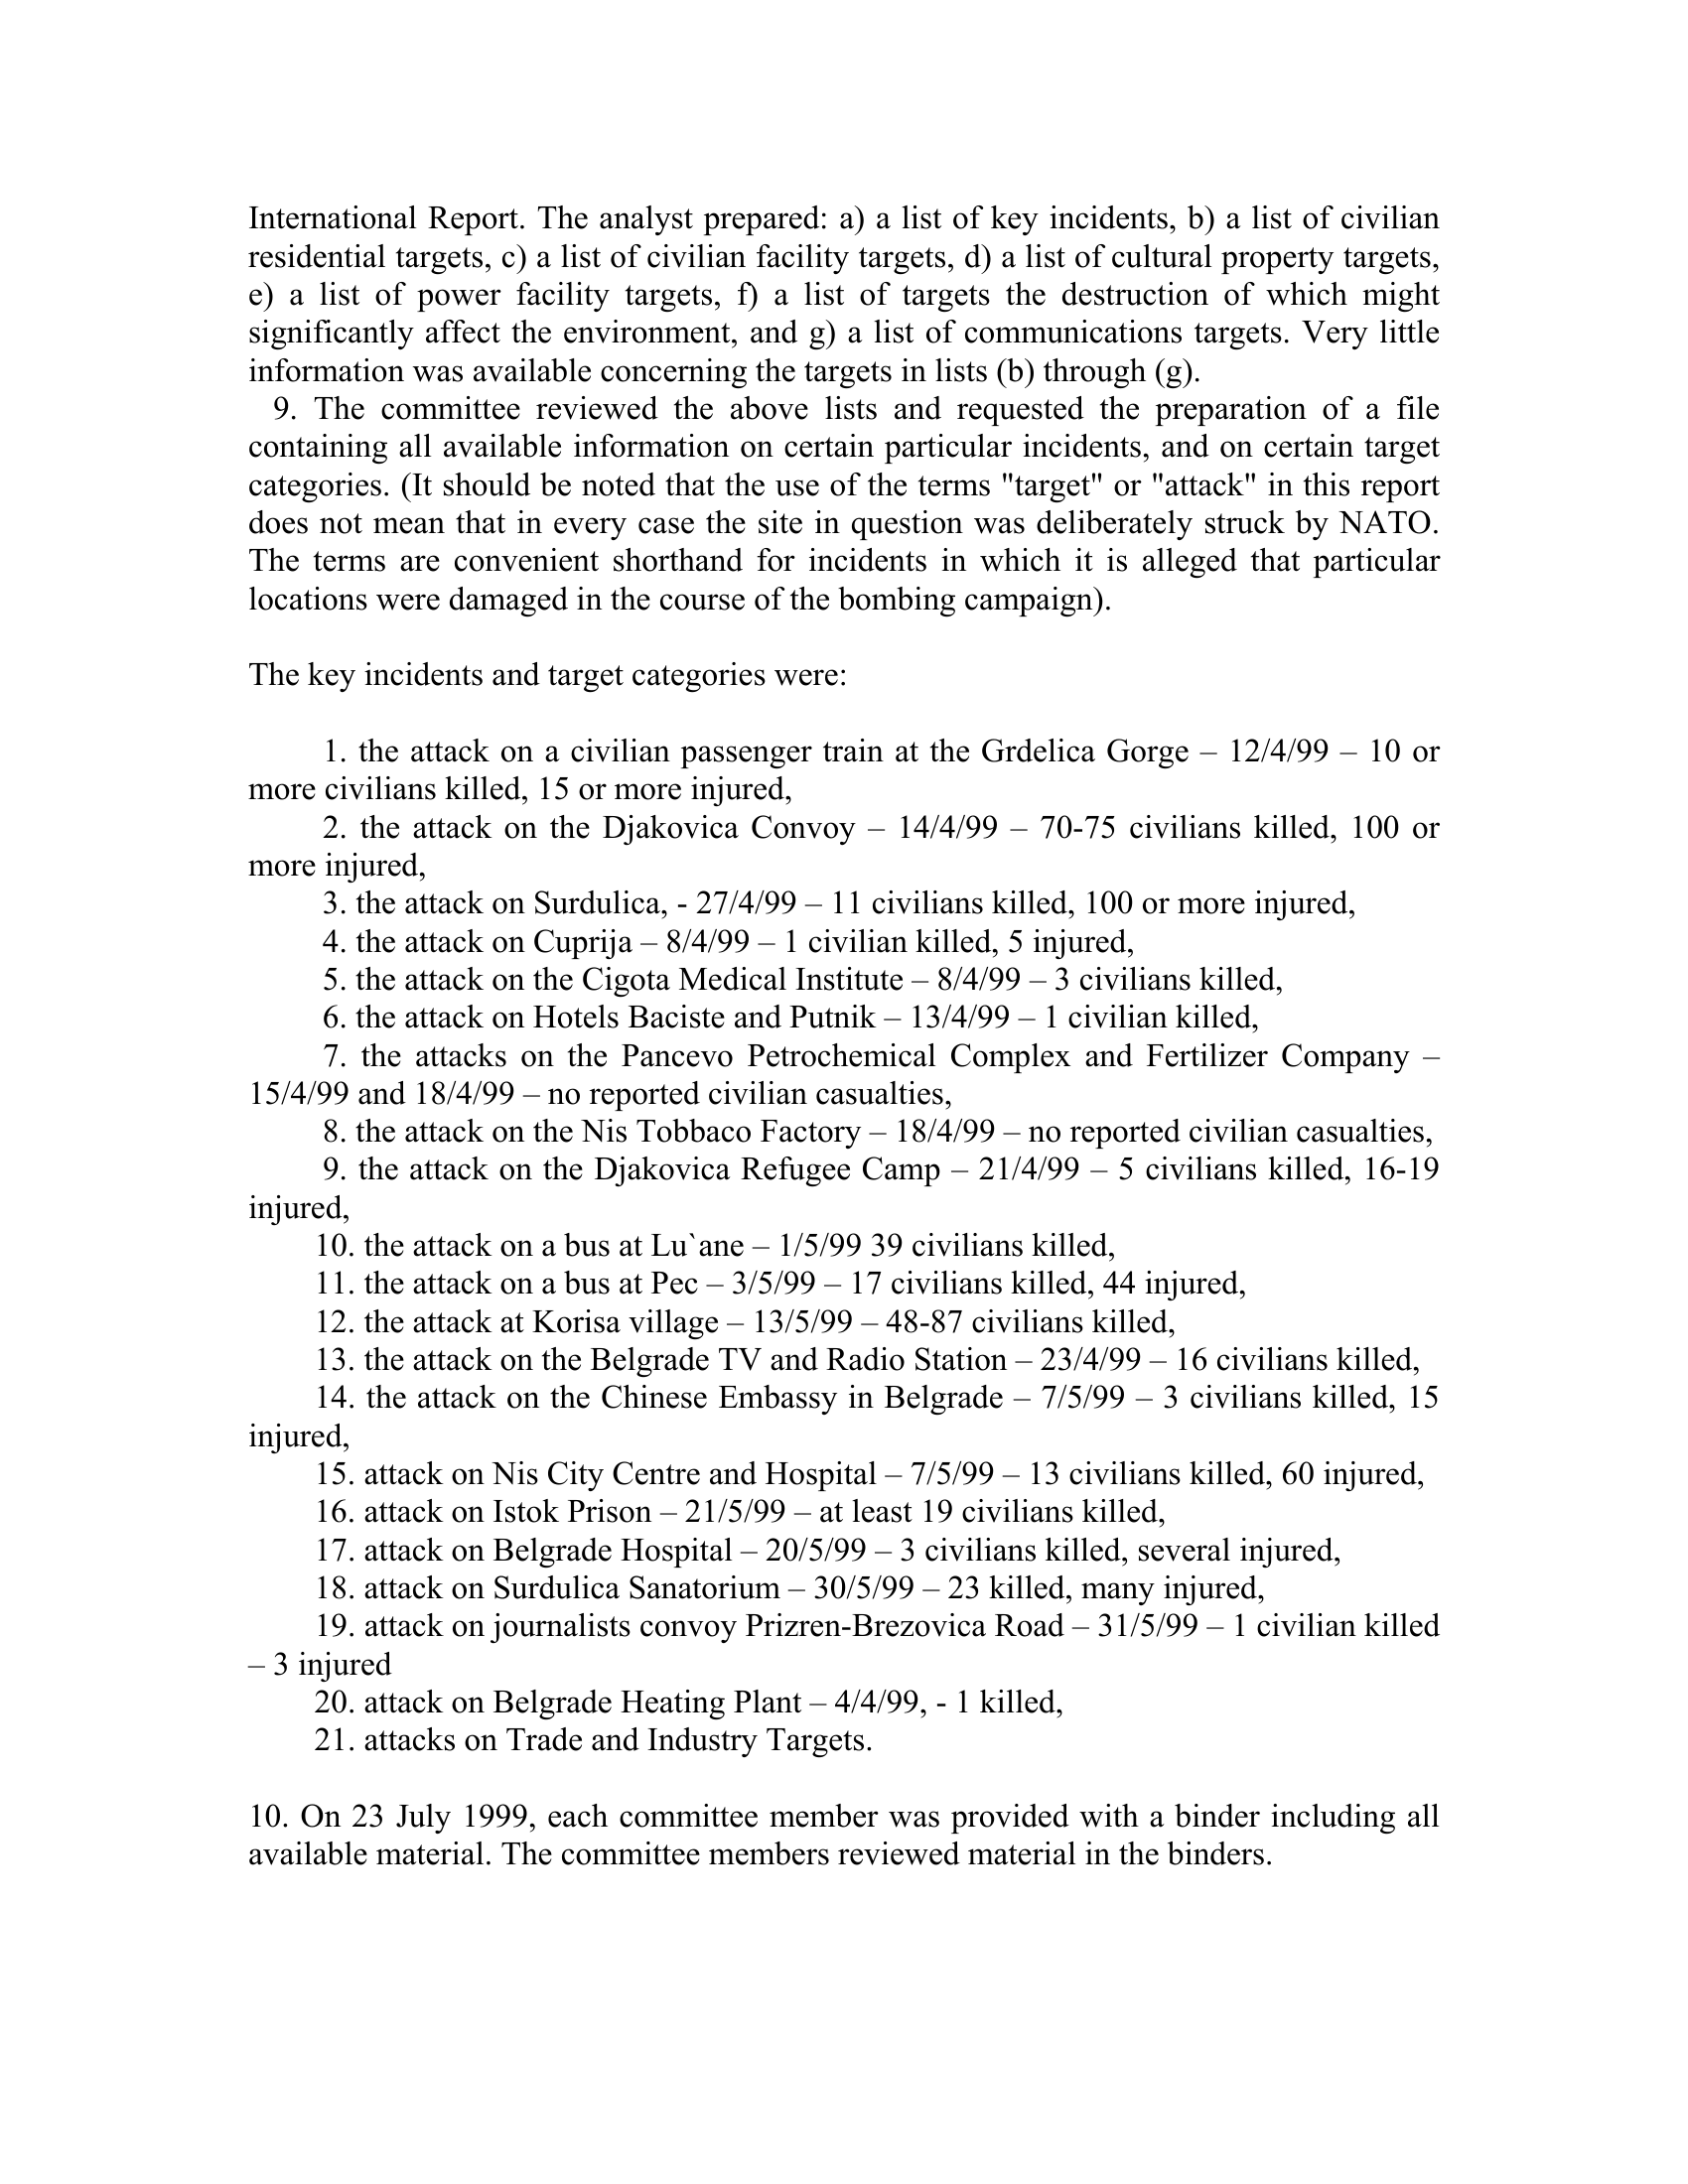 International Report. The analyst prepared: a) a list of key incidents, b) a list of civilian
residential targets, c) a list of civilian facility targets, d) a list of cultural property targets,
e) a list of power facility targets, f) a list of targets the destruction of which might
significantly affect the environment, and g) a list of communications targets. Very little
information was available concerning the targets in lists (b) through (g).
9. The committee reviewed the above lists and requested the preparation of a file
containing all available information on certain particular incidents, and on certain target
categories. (It should be noted that the use of the terms "target" or "attack" in this report
does not mean that in every case the site in question was deliberately struck by NATO.
The terms are convenient shorthand for incidents in which it is alleged that particular
locations were damaged in the course of the bombing campaign).
The key incidents and target categories were:
1. the attack on a civilian passenger train at the Grdelica Gorge – 12/4/99 – 10 or
more civilians killed, 15 or more injured,
2. the attack on the Djakovica Convoy – 14/4/99 – 70-75 civilians killed, 100 or
more injured,
3. the attack on Surdulica, - 27/4/99 – 11 civilians killed, 100 or more injured,
4. the attack on Cuprija – 8/4/99 – 1 civilian killed, 5 injured,
5. the attack on the Cigota Medical Institute – 8/4/99 – 3 civilians killed,
6. the attack on Hotels Baciste and Putnik – 13/4/99 – 1 civilian killed,
7. the attacks on the Pancevo Petrochemical Complex and Fertilizer Company –
15/4/99 and 18/4/99 – no reported civilian casualties,
8. the attack on the Nis Tobbaco Factory – 18/4/99 – no reported civilian casualties,
9. the attack on the Djakovica Refugee Camp – 21/4/99 – 5 civilians killed, 16-19
injured,
10. the attack on a bus at Lu`ane – 1/5/99 39 civilians killed,
11. the attack on a bus at Pec – 3/5/99 – 17 civilians killed, 44 injured,
12. the attack at Korisa village – 13/5/99 – 48-87 civilians killed,
13. the attack on the Belgrade TV and Radio Station – 23/4/99 – 16 civilians killed,
14. the attack on the Chinese Embassy in Belgrade – 7/5/99 – 3 civilians killed, 15
injured,
15. attack on Nis City Centre and Hospital – 7/5/99 – 13 civilians killed, 60 injured,
16. attack on Istok Prison – 21/5/99 – at least 19 civilians killed,
17. attack on Belgrade Hospital – 20/5/99 – 3 civilians killed, several injured,
18. attack on Surdulica Sanatorium – 30/5/99 – 23 killed, many injured,
19. attack on journalists convoy Prizren-Brezovica Road – 31/5/99 – 1 civilian killed
– 3 injured
20. attack on Belgrade Heating Plant – 4/4/99, - 1 killed,
21. attacks on Trade and Industry Targets.
10. On 23 July 1999, each committee member was provided with a binder including all
available material. The committee members reviewed material in the binders.